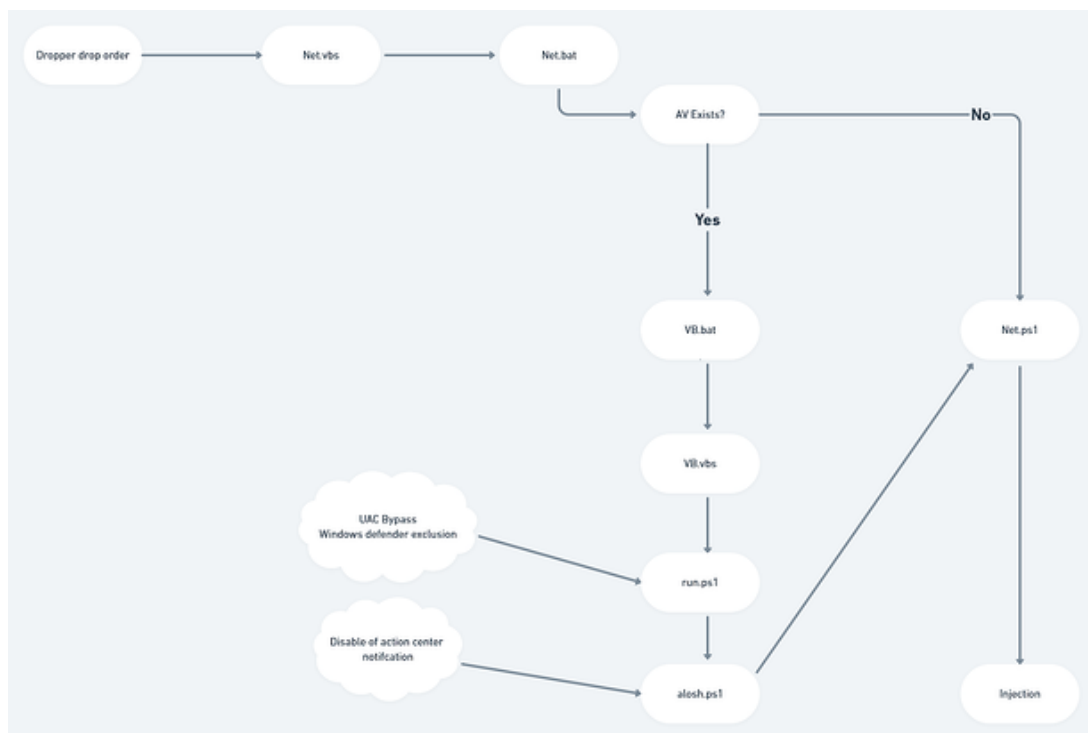 Dropper drop order
Net.vbs
Net.bat
AV Exists?
No
Yes
VB.bat
Net.ps1
VB.vbs
UAC Bypass
Windows defender exclusion
run.ps1
Disable of action center
notifcation
alosh.ps1
Injection